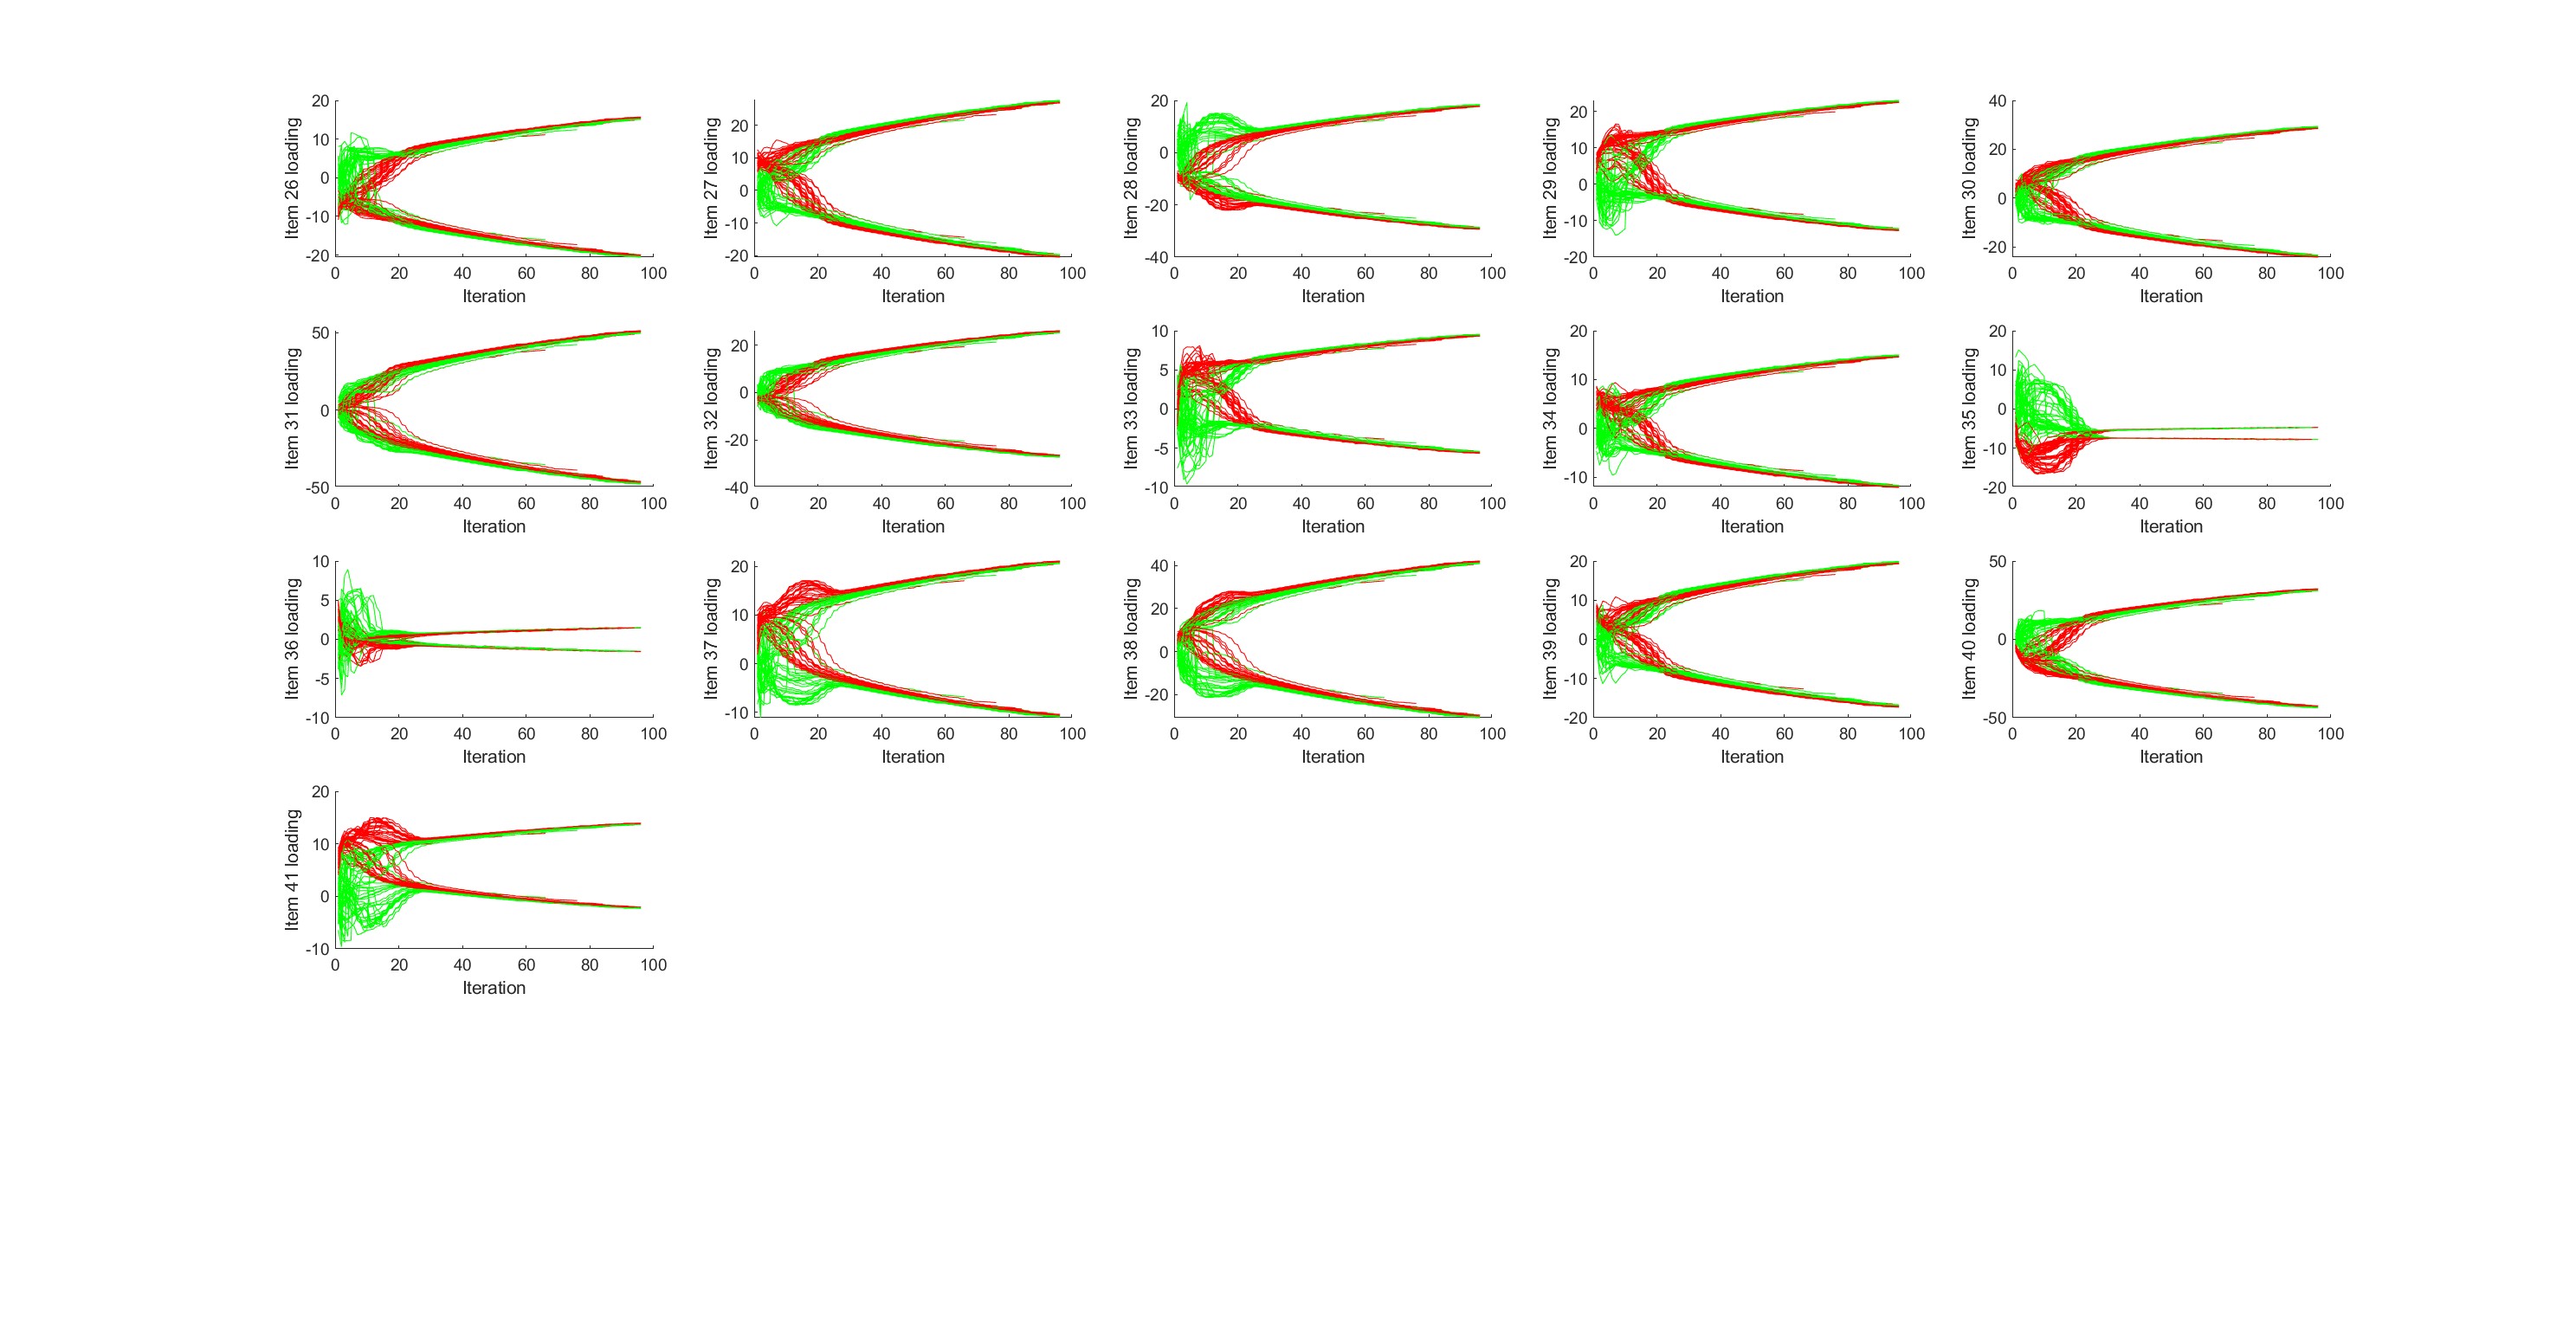 20 10 0 -10 -20
Item 26 loading
0 20 40 60 80 100
Iteration
20 10 0 -10 -20
Item 27 loading
0 20 40 60 80 100
Iteration
20 0 -20 -40
Item 28 loading
0 20 40 60 80 100
Iteration
20 10 0 -10 -20
Item 29 loading
0 20 40 60 80 100
Iteration
40 20 0 -20
Item 30 loading
0 20 40 60 80 100
Iteration
50 0 -50
Item 31 loading
0 20 40 60 80 100
Iteration
20 0 -20 -40
Item 32 loading
0 20 40 60 80 100
Iteration
10 5 0 -5 -10
Item 33 loading
0 20 40 60 80 100
Iteration
20 10 0 -10
Item 34 loading
0 20 40 60 80 100
Iteration
20 10 0 -10 -20
Item 35 loading
0 20 40 60 80 100
Iteration
10 5 0 -5 -10
Item 36 loading
0 20 40 60 80 100
Iteration
20 10 0 -10
Item 37 loading
0 20 40 60 80 100
Iteration
40 20 0 -20
Item 38 loading
0 20 40 60 80 100
Iteration
20 10 0 -10 -20
Item 39 loading
0 20 40 60 80 100
Iteration
50 0 -50
Item 40 loading
0 20 40 60 80 100
Iteration
20 10 0 -10
Item 41 loading
0 20 40 60 80 100
Iteration